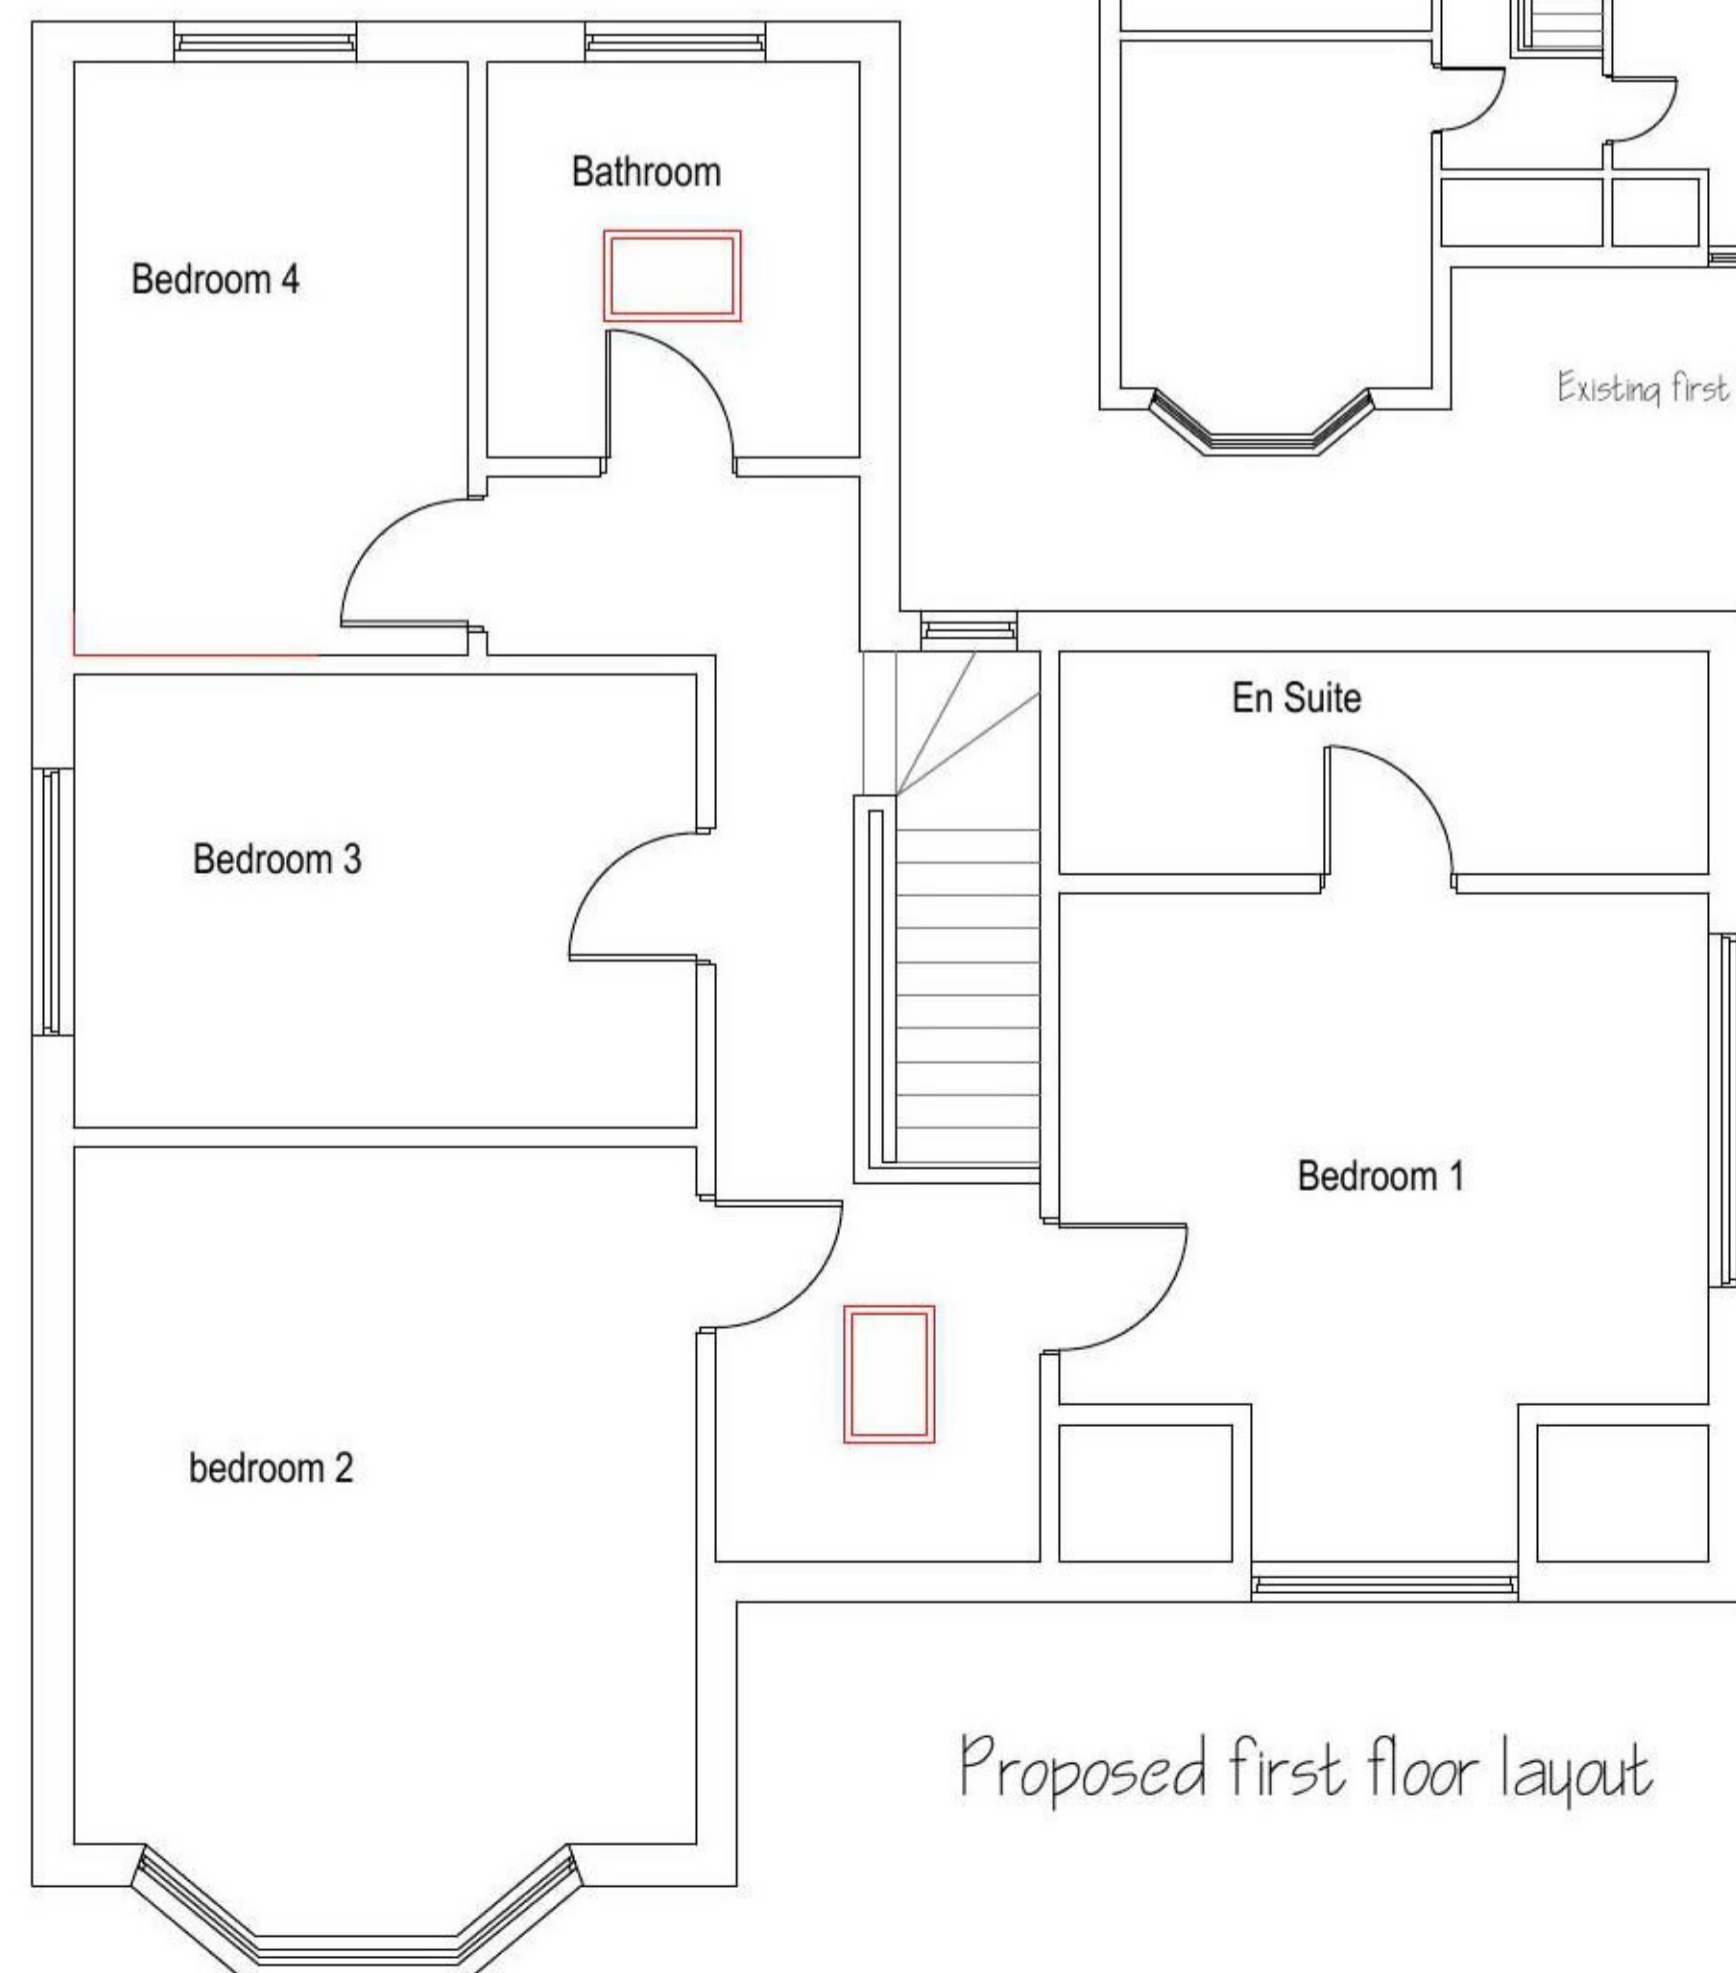 Bathroom
Bedroom 4
Existing first
En Suite
Bedroom 3
Bedroom 1
bedroom 2
Proposed first floor layout